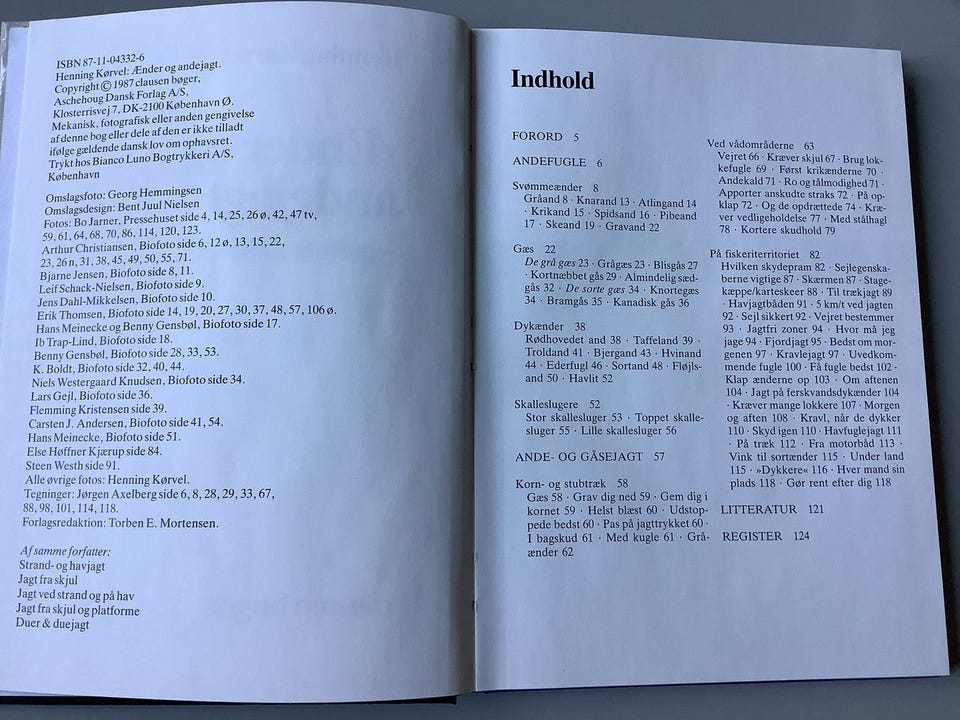 ISBN 87-11-04332-6
Henning Kørvel: Ænder og andejagt.
Copyright © 1987 clausen bøger,
Aschehoug Dansk Forlag A/S,
Klosterrisvej 7, DK-2100 København Ø.
Mekanisk, fotografisk eller anden gengivelse
af denne bog eller dele af den er ikke tilladt
ifølge gældende dansk lov om ophavsret.
Trykt hos Bianco Luno Bogtrykkeri A/S,
København
Omslagsfoto: Georg Hemmingsen
Omslagsdesign: Bent Juul Nielsen
Fotos: Bo Jarner, Pressehuset side 4, 14, 25, 26 ø, 42, 47 tv,
59, 61, 64, 68, 70, 86, 114, 120, 123.
Arthur Christiansen, Biofoto side 6, 12 ø, 13, 15, 22,
23, 26 n, 31, 38, 45, 49, 50, 55, 71.
Bjarne Jensen, Biofoto side 8, 11.
Leif Schack-Nielsen, Biofoto side 9.
Jens Dahl-Mikkelsen, Biofoto side 10.
Erik Thomsen, Biofoto side 14, 19, 20, 27, 30, 37, 48, 57, 106 ø.
Hans Meinecke og Benny Gensbøl, Biofoto side 17.
Ib Trap-Lind, Biofoto side 18.
Benny Gensbøl, Biofoto side 28, 33, 53.
K. Boldt, Biofoto side 32, 40, 44.
Niels Westergaard Knudsen, Biofoto side 34.
Lars Gejl, Biofoto side 36.
Flemming Kristensen side 39.
Carsten J. Andersen, Biofoto side 41, 54.
Hans Meinecke, Biofoto side 51.
Else Høffner Kjærup side 84.
Steen Westh side 91.
Alle øvrige fotos: Henning Kørvel.
Tegninger: Jørgen Axelberg side 6, 8, 28, 29, 33, 67,
88, 98, 101, 114, 118.
Forlagsredaktion: Torben E. Mortensen.
Af samme forfatter:
Strand- og havjagt
Jagt fra skjul
Jagt ved strand og på hav
Jagt fra skjul og platforme
Duer & duejagt
Indhold
FORORD 5
ANDEFUGLE 6
Svømmeænder 8
Gråand 8 · Knarand 13 · Atlingand 14
· Krikand 15 · Spidsand 16 · Pibeand
17 · Skeand 19 · Gravand 22
Gæs 22
De grå gæs 23 · Grågæs 23 · Blisgås 27
· Kortnæbbet gås 29 · Almindelig sæd-
gås 32 · De sorte gæs 34 · Knortegæs
34 · Bramgås 35 · Kanadisk gås 36
Dykænder 38
Rødhovedet and 38 · Taffeland 39 ·
Troldand 41 · Bjergand 43 · Hvinand
44 · Ederfugl 46 · Sortand 48 · Fløjls-
and 50 · Havlit 52
Skalleslugere 52
Stor skallesluger 53 · Toppet skalle-
sluger 55 · Lille skallesluger 56
ANDE- OG GÅSEJAGT 57
Korn- og stubtræk 58
Gæs 58 · Grav dig ned 59 · Gem dig i
kornet 59 · Helst blæst 60 · Udstop-
pede bedst 60 · Pas på jagttrykket 60 ·
I bagskud 61 · Med kugle 61 · Grå-
ænder 62
Ved vådområderne 63
Vejret 66 · Kræver skjul 67 · Brug lok-
kefugle 69 · Først krikænderne 70 ·
Andekald 71 · Ro og tålmodighed 71 ·
Apporter anskudte straks 72 · På op-
klap 72 · Og de opdrættede 74 · Kræ-
ver vedligeholdelse 77 · Med stålhagl
78 · Kortere skudhold 79
På fiskeriterritoriet 82
Hvilken skydepram 82 · Sejlegenska-
berne vigtige 87 · Skærmen 87 · Stage-
kæppe/karteskeer 88 · Til trækjagt 89
· Havjagtbåden 91 · 5 km/t ved jagten
92 · Sejl sikkert 92 · Vejret bestemmer
93 · Jagtfri zoner 94 · Hvor må jeg
jage 94 · Fjordjagt 95 · Bedst om mor-
genen 97 · Kravlejagt 97 · Uvedkom-
mende fugle 100 · Få fugle bedst 102 ·
Klap ænderne op 103 · Om aftenen
104 · Jagt på ferskvandsdykænder 104
· Kræver mange lokkere 107 · Morgen
og aften 108 · Kravl, når de dykker
110 · Skyd igen 110 · Havfuglejagt 111
· På træk 112 · Fra motorbåd 113 ·
Vink til sortænder 115 · Under land
115 · »Dykkere« 116 · Hver mand sin
plads 118 · Gør rent efter dig 118
LITTERATUR 121
REGISTER 124